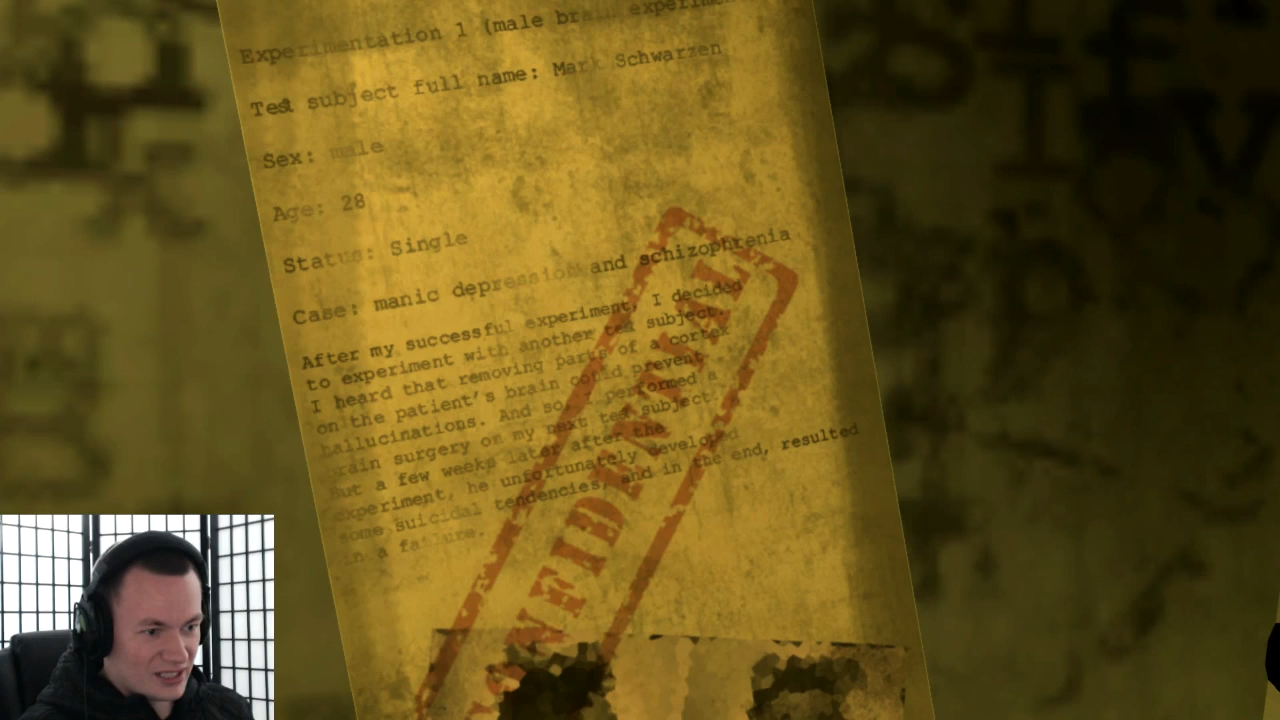 Experimentation 1 (male brain experiment
Test subject full name: Mark Schwarzen
Sex: male
Age: 28
Status: Single
Case: manic depression and schizophrenia
After my successful experiment, I decided
to experiment with another test subject.
I heard that removing parts of a cortex
on the patient's brain could prevent
hallucinations. And so, I performed a
brain surgery on my next test subject.
But a few weeks later after the
experiment, he unfortunately developed
some suicidal tendencies, and in the end, resulted
in a failure.
CONFIDENTIAL